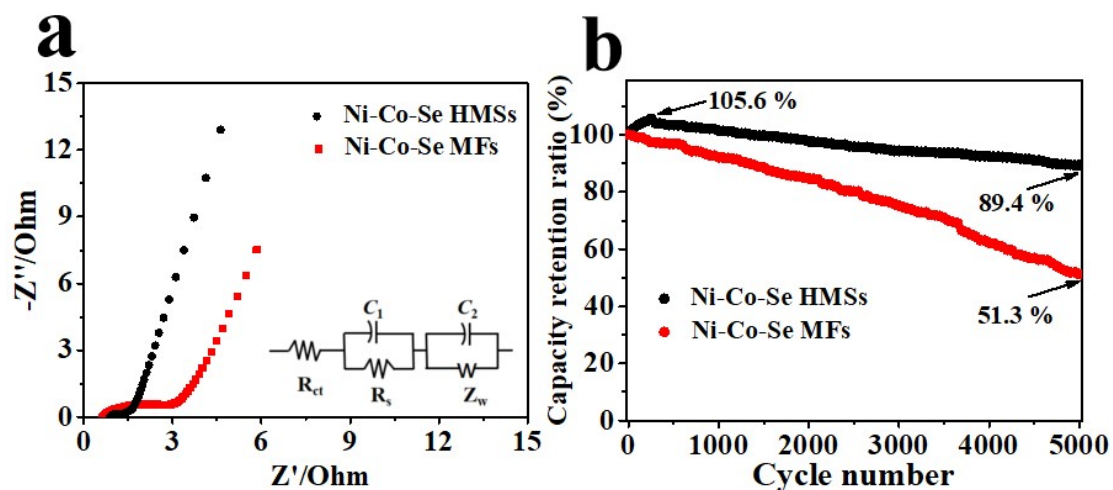 a
15
12
9
6
3
0
-Z''/Ohm
Ni-Co-Se HMSs
Ni-Co-Se MFs
C1
C2
Rct
Rs
Zw
0 3 6 9 12 15
Z'/Ohm
b
Capacity retention ratio (%)
100
80
60
40
20
0
105.6 %
89.4 %
Ni-Co-Se HMSs
Ni-Co-Se MFs
51.3 %
0 1000 2000 3000 4000 5000
Cycle number